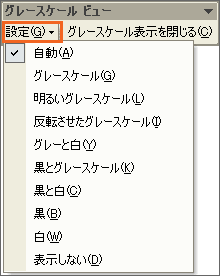 グレースケール ビュー
設定(G) グレースケール表示を閉じる(C)
自動(A)
グレースケール(G)
明るいグレースケール(L)
反転させたグレースケール(I)
グレーと白(Y)
黒とグレースケール(K)
黒と白(C)
黒(B)
白(W)
表示しない(D)